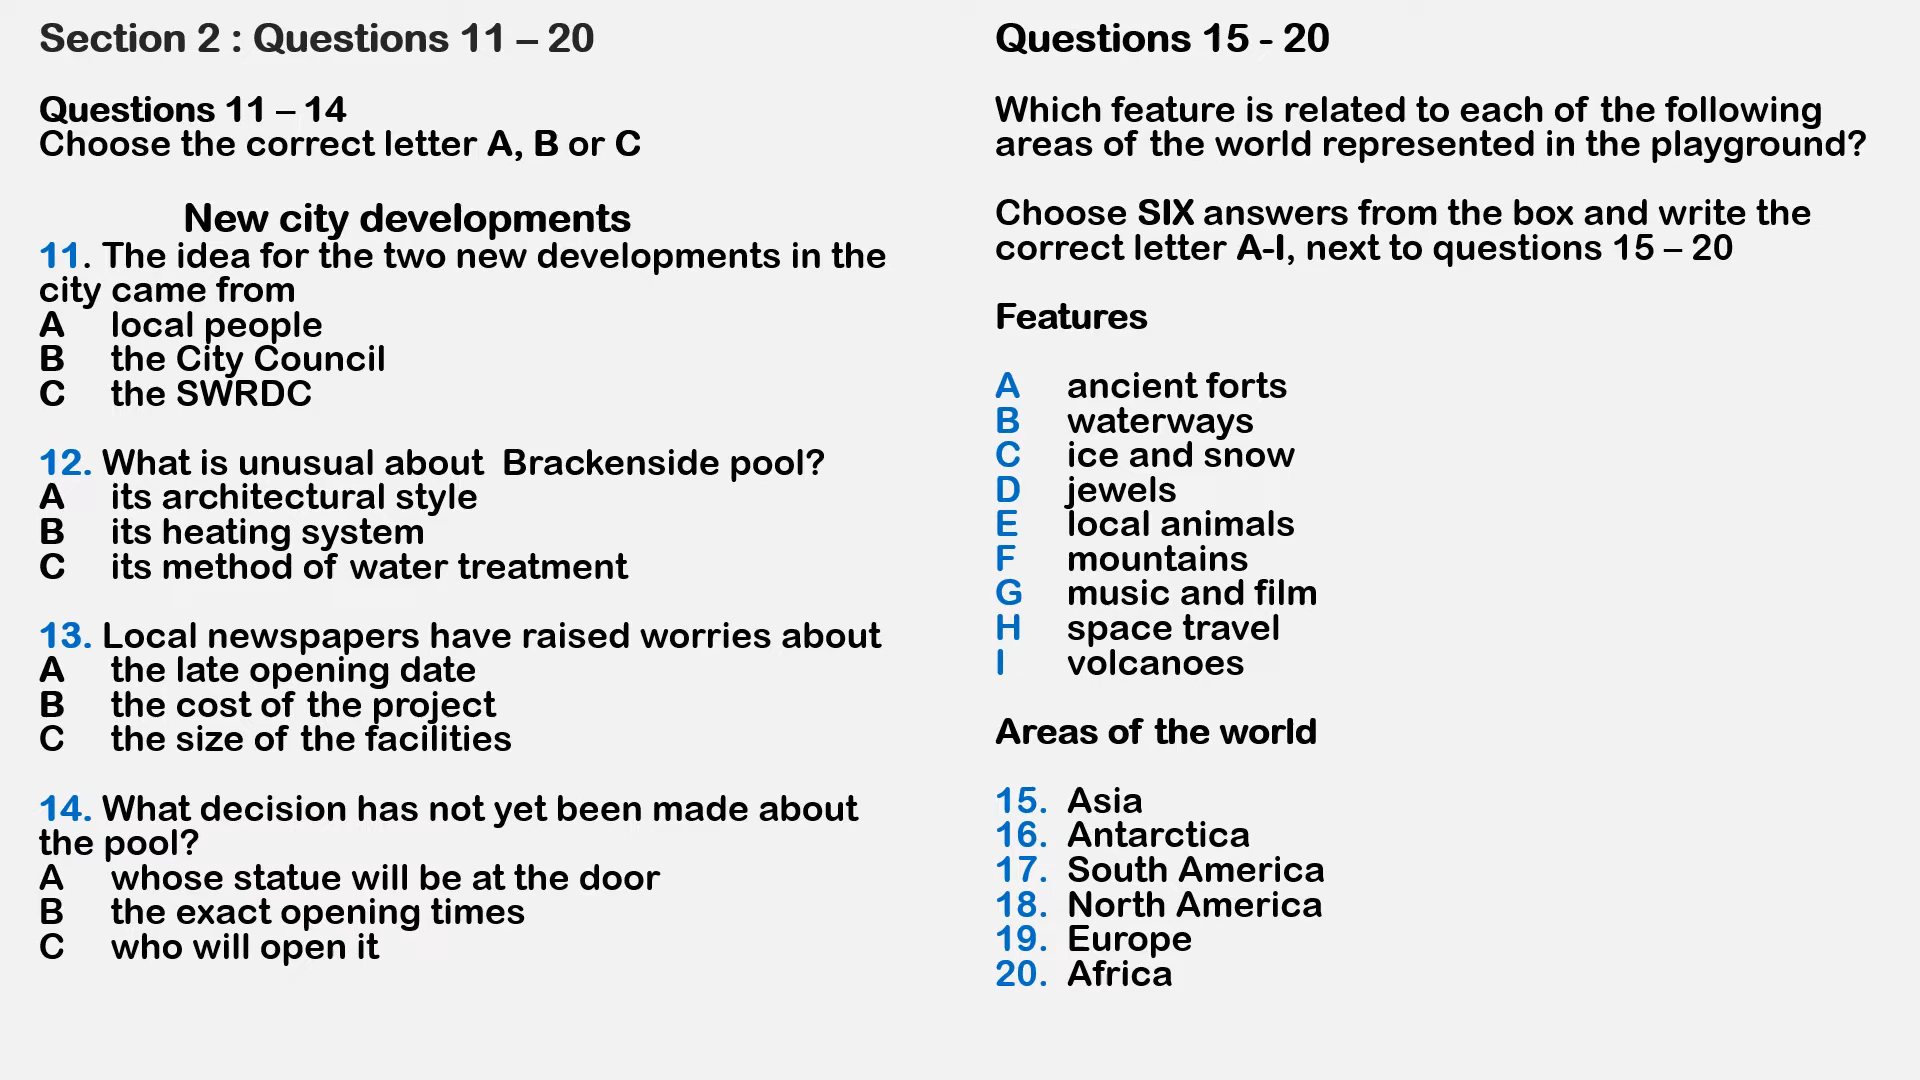 Section 2 : Questions 11 – 20
Questions 11 – 14
Choose the correct letter A, B or C
New city developments
11. The idea for the two new developments in the
city came from
A local people
B the City Council
C the SWRDC
12. What is unusual about Brackenside pool?
A its architectural style
B its heating system
C its method of water treatment
13. Local newspapers have raised worries about
A the late opening date
B the cost of the project
C the size of the facilities
14. What decision has not yet been made about
the pool?
A whose statue will be at the door
B the exact opening times
C who will open it
Questions 15 - 20
Which feature is related to each of the following
areas of the world represented in the playground?
Choose SIX answers from the box and write the
correct letter A-I, next to questions 15 – 20
Features
A ancient forts
B waterways
C ice and snow
D jewels
E local animals
F mountains
G music and film
H space travel
I volcanoes
Areas of the world
15. Asia
16. Antarctica
17. South America
18. North America
19. Europe
20. Africa